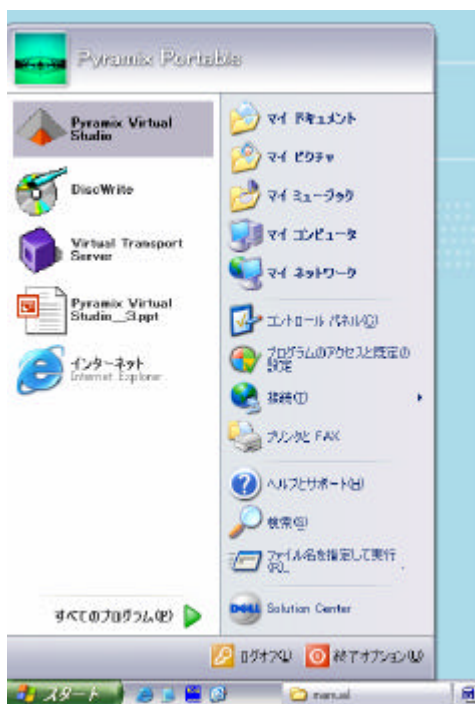 Pyramix Portable
Pyramix Virtual
Studio
DiscWrite
Virtual Transport
Server
Pyramix Virtual
Studio__3.ppt
インターネット
Internet Explorer
すべてのプログラム(P)
マイ ドキュメント
マイ ピクチャ
マイ ミュージック
マイ コンピュータ
マイ ネットワーク
コントロール パネル(C)
プログラムのアクセスと既定の
設定
接続(T)
プリンタと FAX
ヘルプとサポート(H)
検索(S)
ファイル名を指定して実行
(R)...
DELL Solution Center
ログオフ(L) 終了オプション(U)
スタート manual